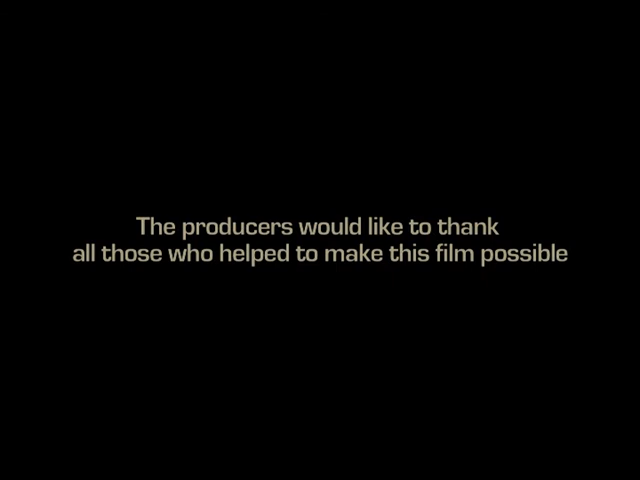 The producers would like to thank
all those who helped to make this film possible